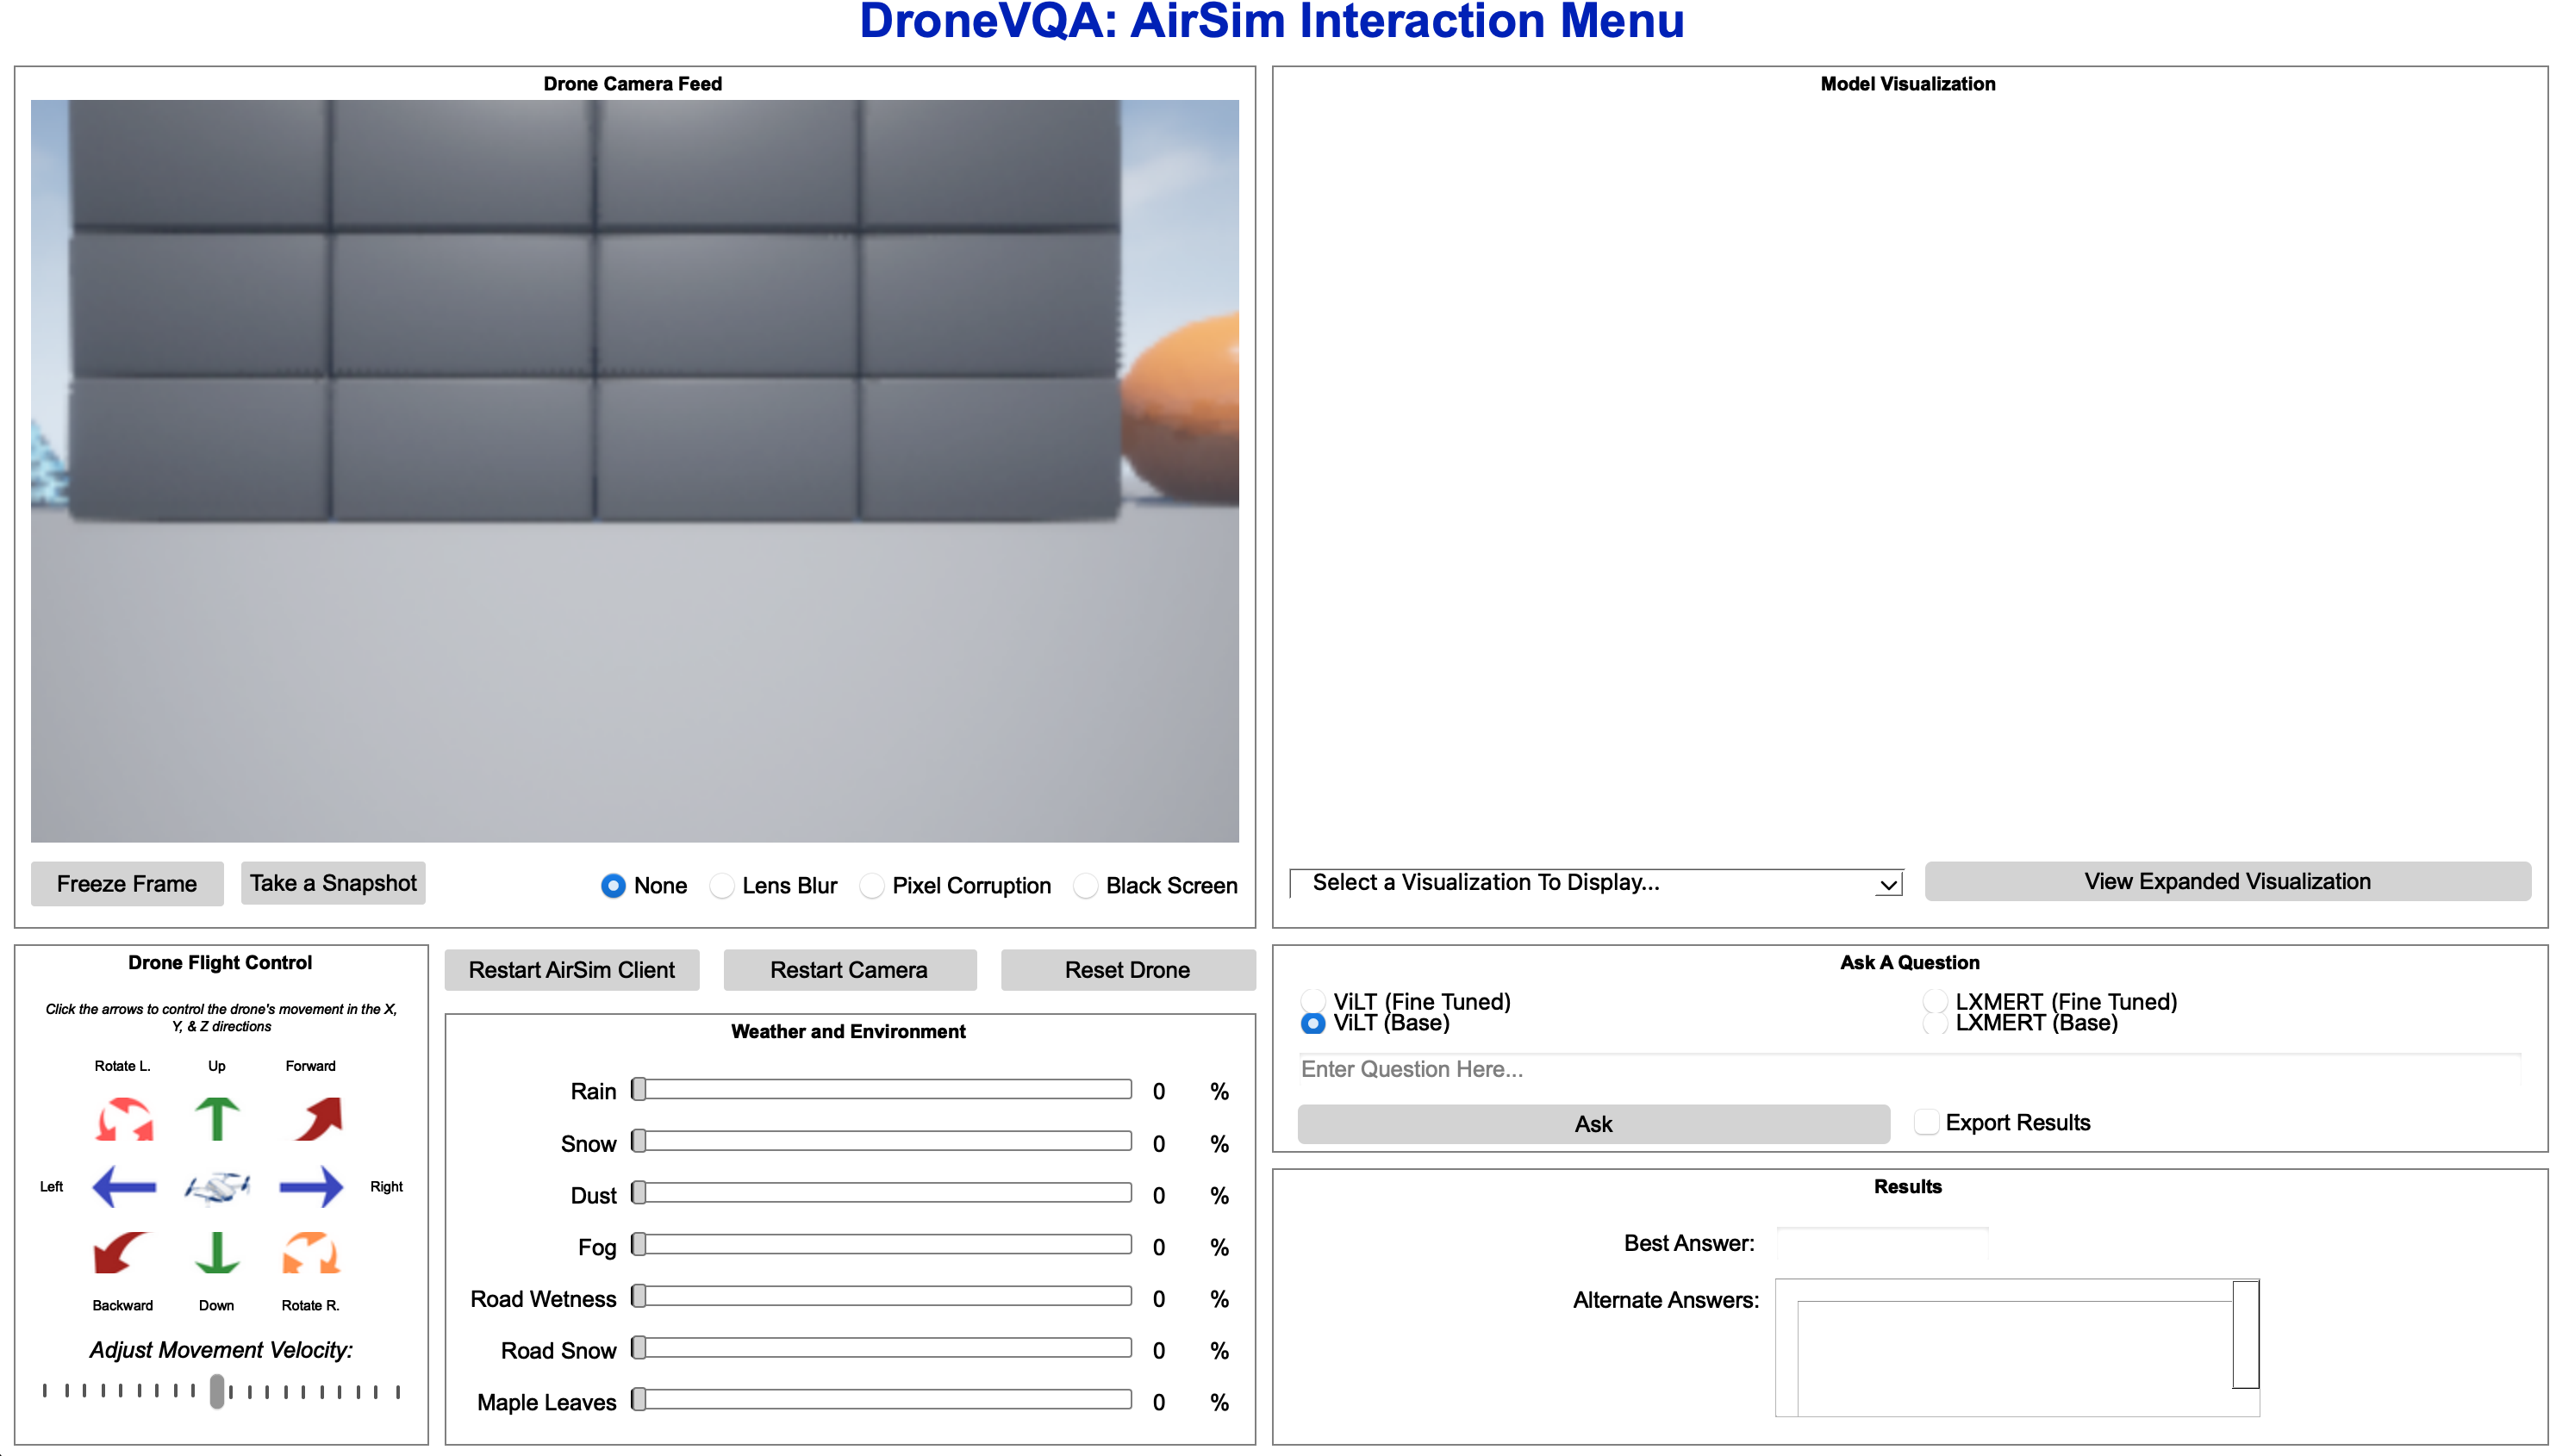 DroneVQA: AirSim Interaction Menu
Drone Camera Feed
Freeze Frame
Take a Snapshot
None
Lens Blur
Pixel Corruption
Black Screen
Model Visualization
Select a Visualization To Display...
View Expanded Visualization
Drone Flight Control
Click the arrows to control the drone's movement in the X,
Y, & Z directions
Rotate L.
Up
Forward
Left
Right
Backward
Down
Rotate R.
Adjust Movement Velocity:
Restart AirSim Client
Restart Camera
Reset Drone
Weather and Environment
Rain 0 %
Snow 0 %
Dust 0 %
Fog 0 %
Road Wetness 0 %
Road Snow 0 %
Maple Leaves 0 %
Ask A Question
ViLT (Fine Tuned)
LXMERT (Fine Tuned)
ViLT (Base)
LXMERT (Base)
Enter Question Here...
Ask
Export Results
Results
Best Answer:
Alternate Answers: